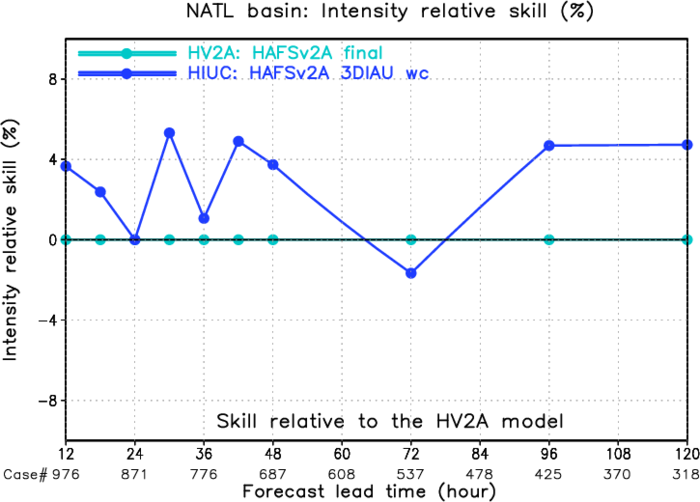 NATL basin: Intensity relative skill (%)
HV2A: HAFSv2A final
HIUC: HAFSv2A 3DIAU wc
8
4
0
-4
-8
Intensity relative skill (%)
Skill relative to the HV2A model
12 24 36 48 60 72 84 96 108 120
Case# 976 871 776 687 608 537 478 425 370 318
Forecast lead time (hour)